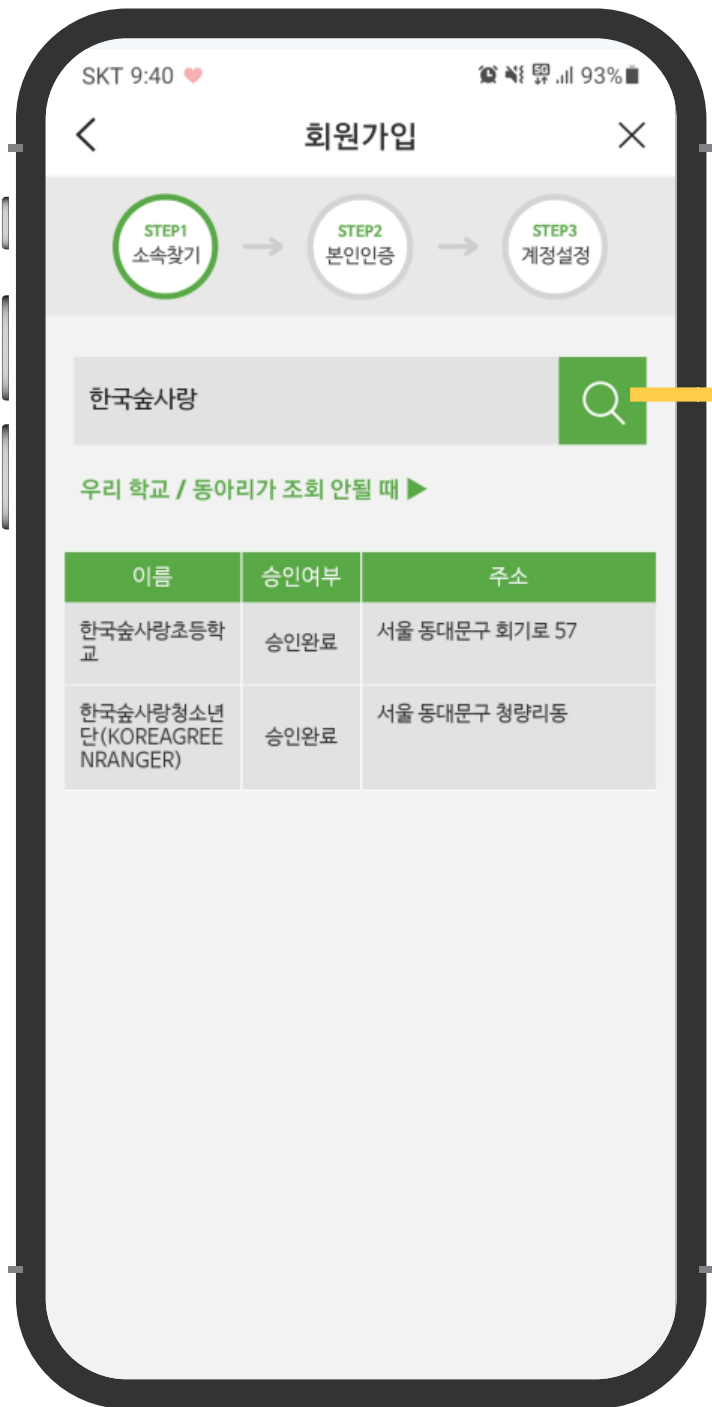 SKT 9:40
93%
회원가입
STEP1
소속찾기
STEP2
본인인증
STEP3
계정설정
한국숲사랑
우리 학교 / 동아리가 조회 안될 때 ▶
이름 승인여부 주소
한국숲사랑초등학
교
승인완료
서울 동대문구 회기로 57
한국숲사랑청소년
단(KOREAGREE
NRANGER)
승인완료
서울 동대문구 청량리동